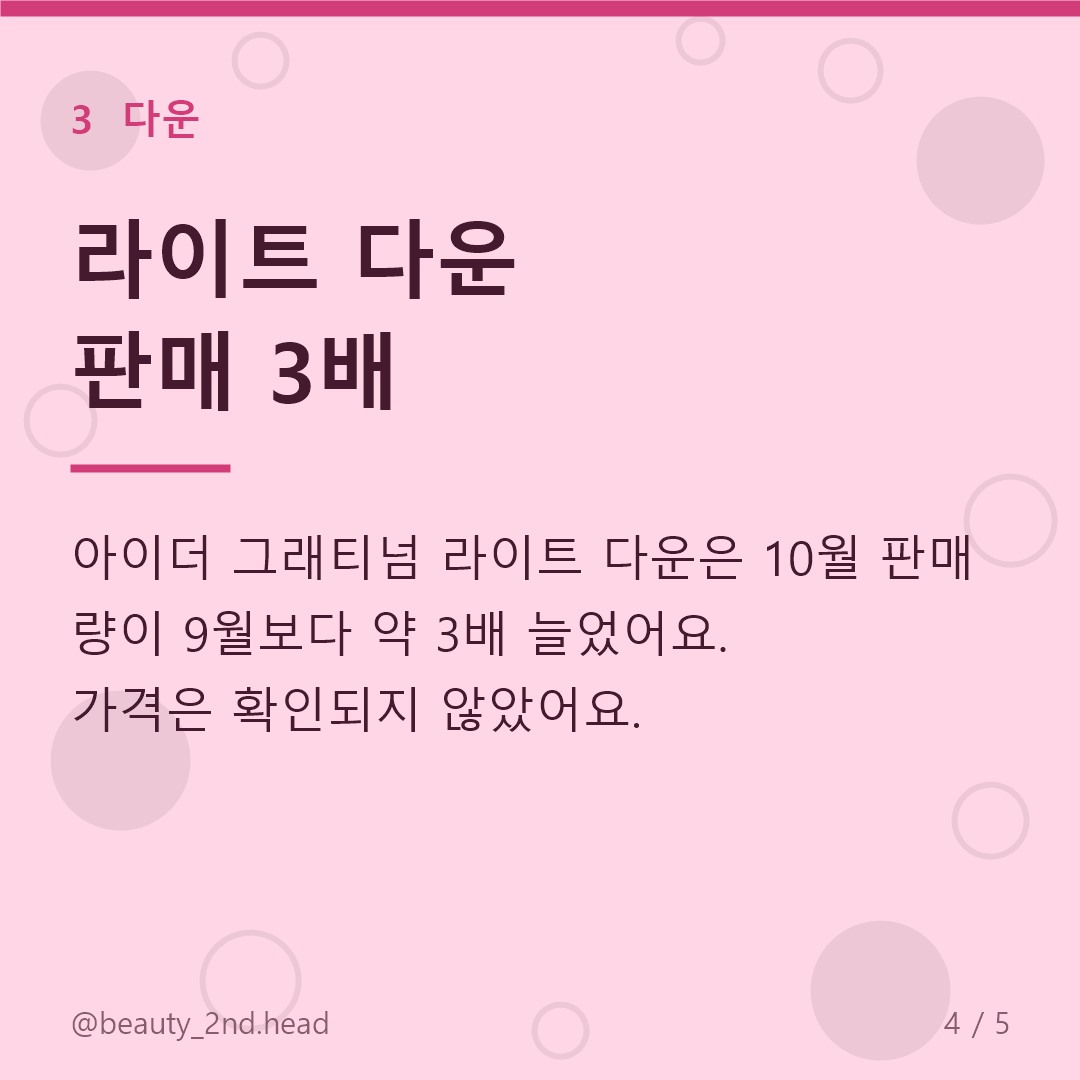 3 다운
라이트 다운
판매 3배
아이더 그래티넘 라이트 다운은 10월 판매
량이 9월보다 약 3배 늘었어요.
가격은 확인되지 않았어요.
@beauty_2nd.head
4 / 5